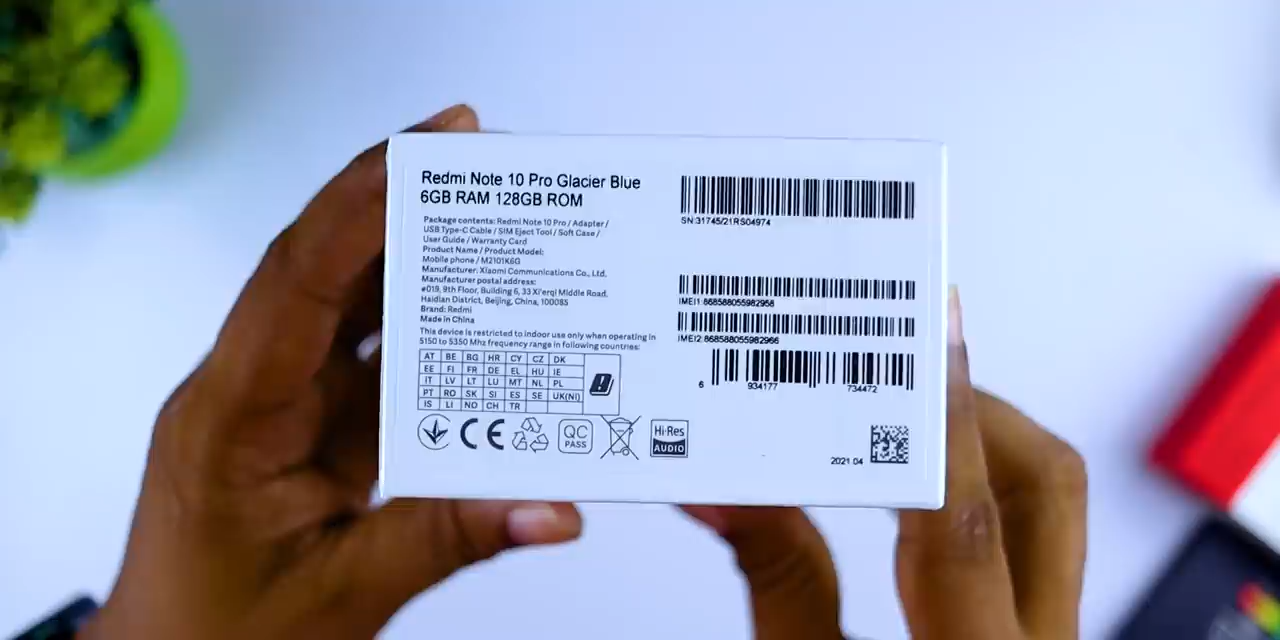 Redmi Note 10 Pro Glacier Blue
6GB RAM 128GB ROM
Package contents: Redmi Note 10 Pro / Adapter /
USB Type-C Cable / SIM Eject Tool / Soft Case /
User Guide / Warranty Card
Product Name / Product Model:
Mobile phone / M2101K6G
Manufacturer: Xiaomi Communications Co., Ltd.
Manufacturer postal address:
#019, 9th Floor, Building 6, 33 Xi'erqi Middle Road,
Haidian District, Beijing, China, 100085
Brand: Redmi
Made in China
This device is restricted to indoor use only when operating in
5150 to 5350 Mhz frequency range in following countries:
AT BE BG HR CY CZ DK
EE FI FR DE EL HU IE
IT LV LT LU MT NL PL
PT RO SK SI ES SE UK(NI)
IS LI NO CH TR
CE
QC
PASS
Hi-Res
AUDIO
SN:31745/21RS04974
IMEI1:868588055982958
IMEI2:868588055982966
6 934177 734472
2021.04